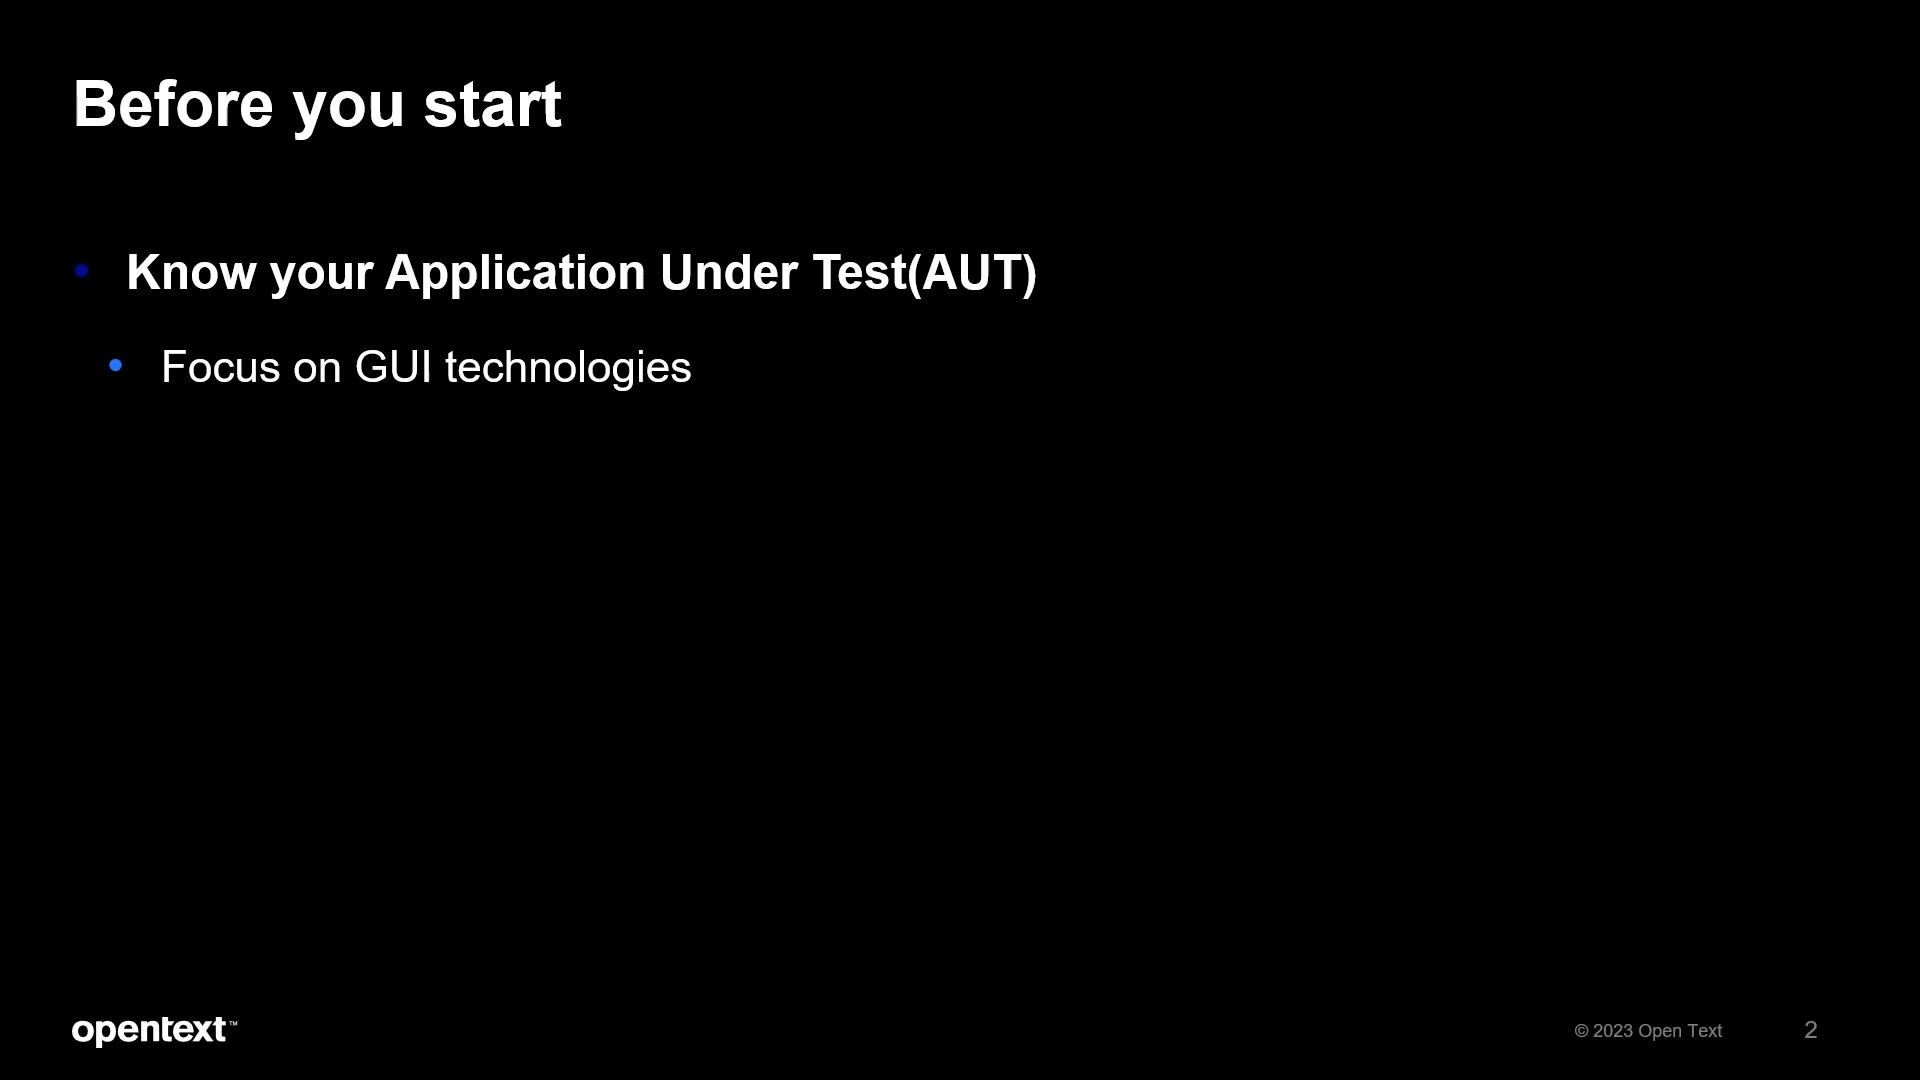 Before you start
• Know your Application Under Test(AUT)
• Focus on GUI technologies
opentext™
© 2023 Open Text
2